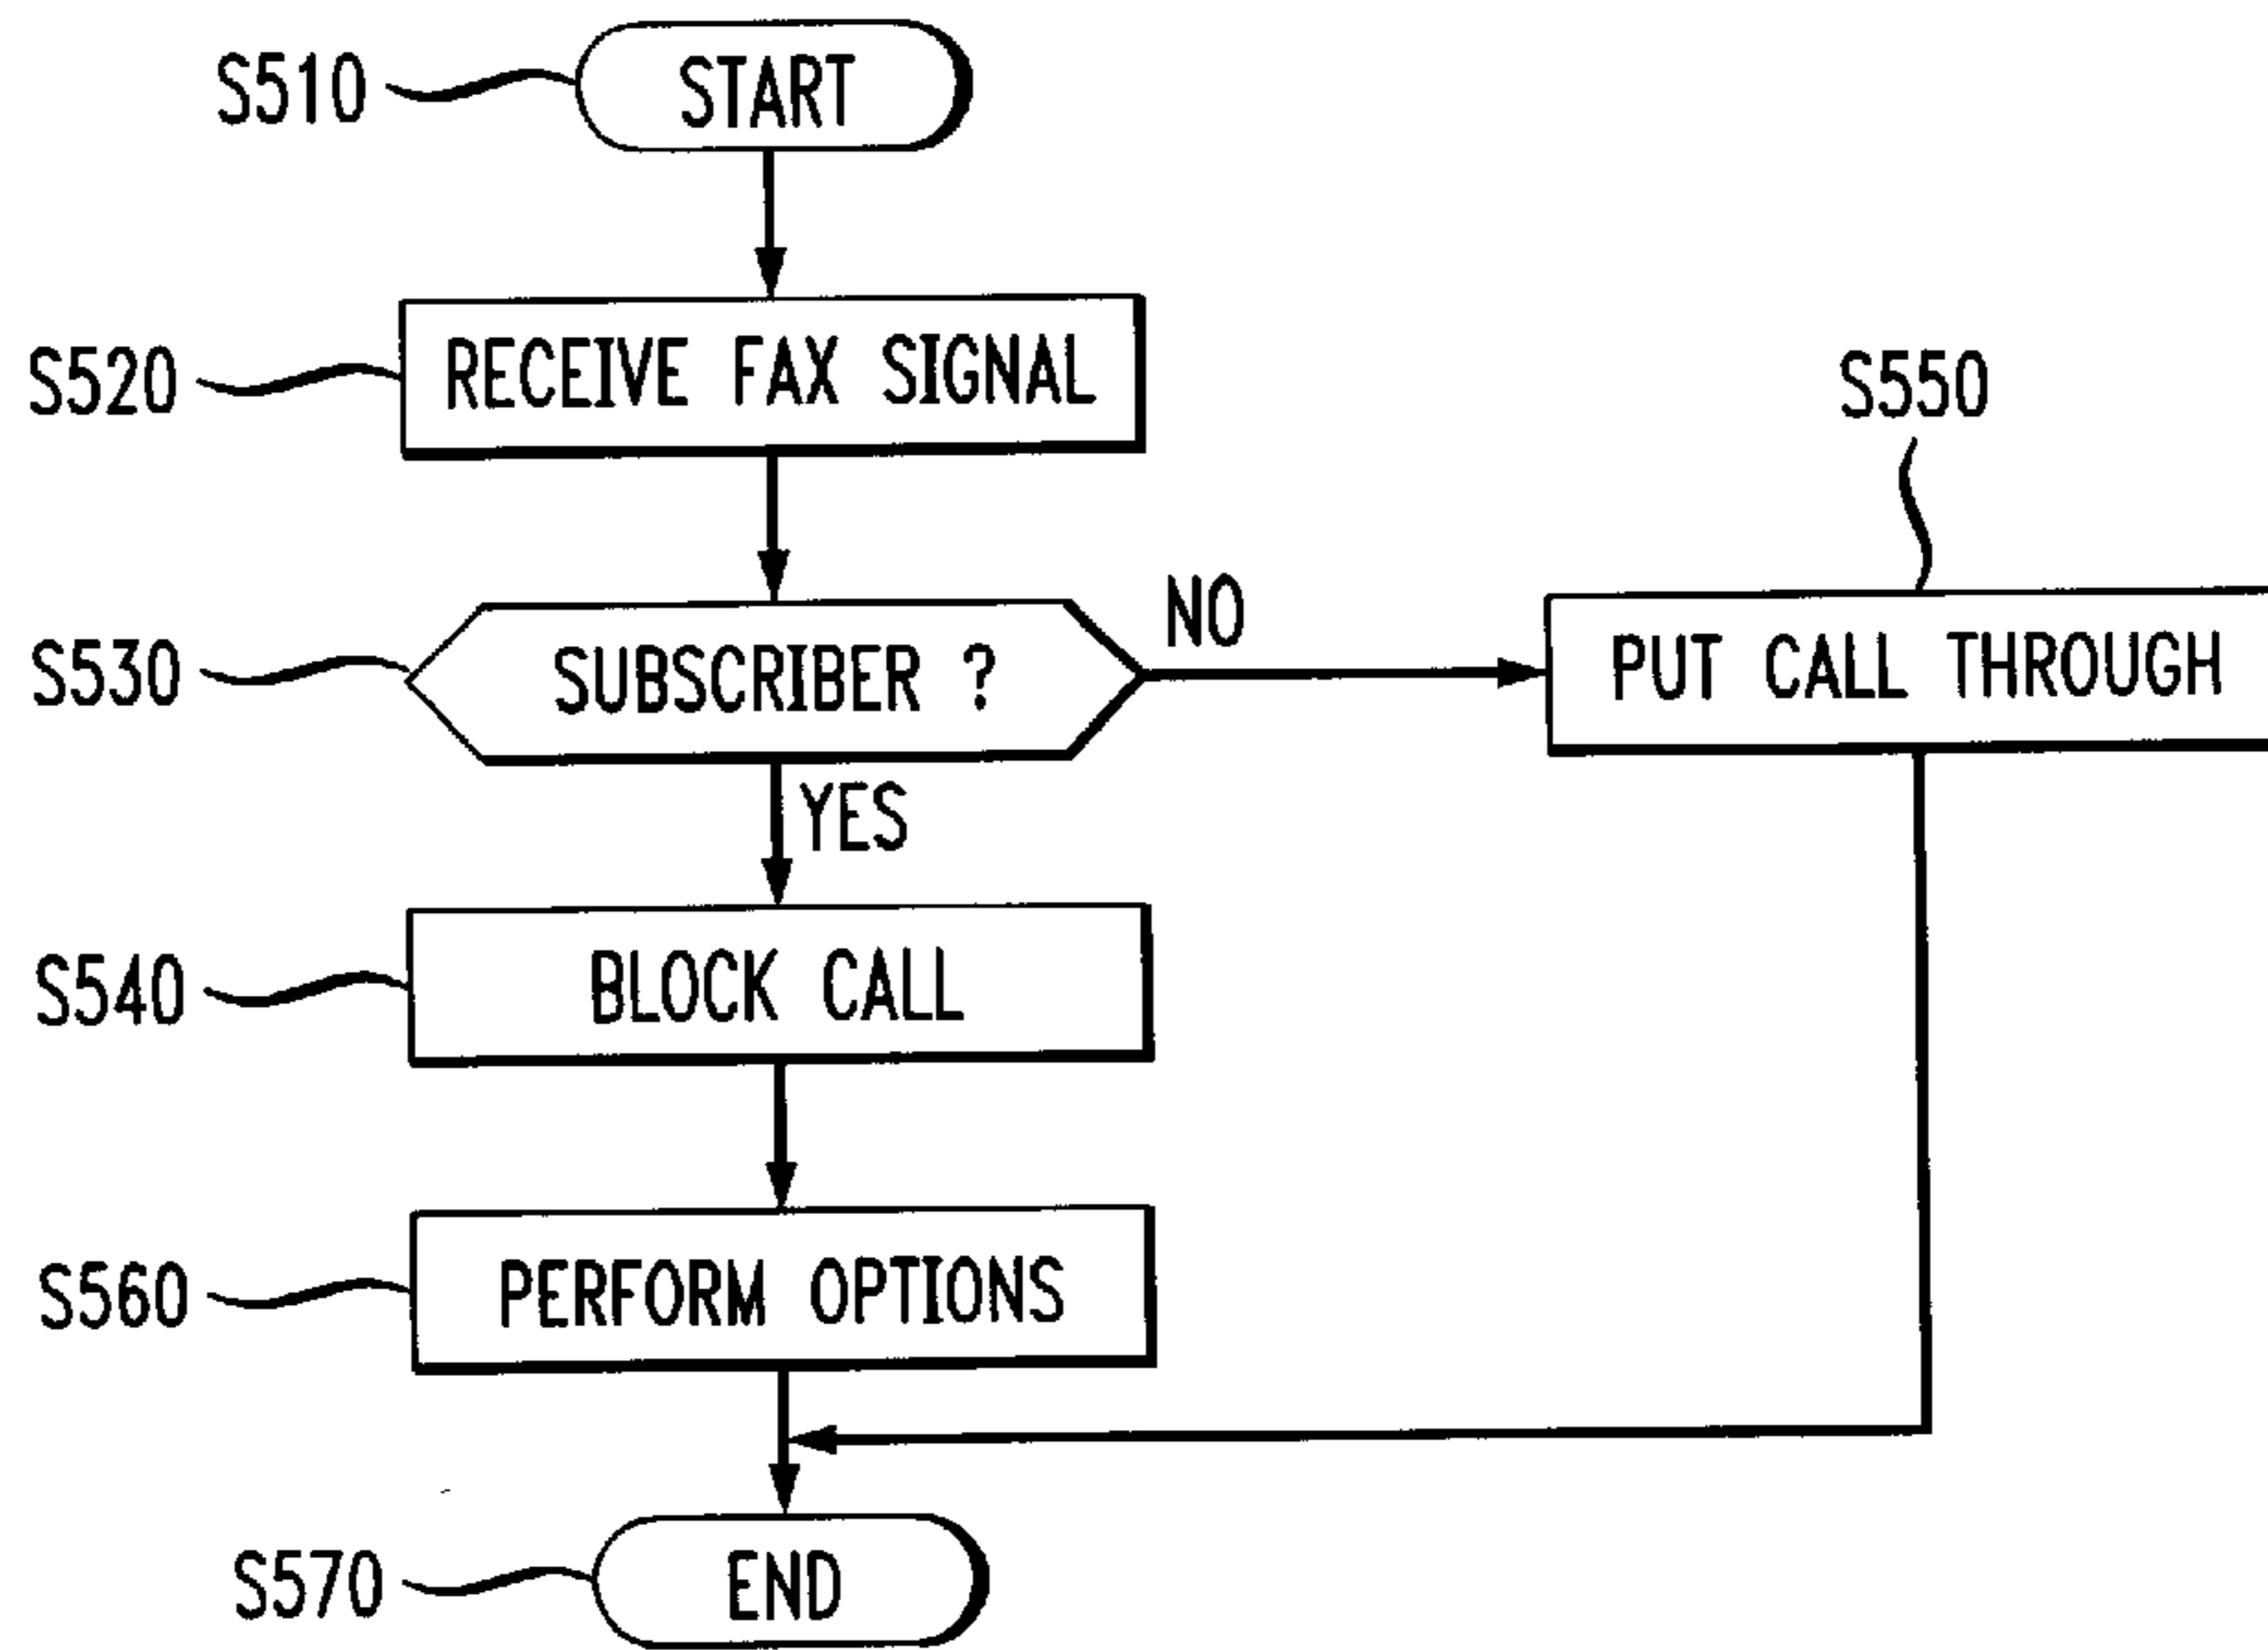 S510
START
S520
RECEIVE FAX SIGNAL
S530
SUBSCRIBER ?
NO
S550
PUT CALL THROUGH
YES
S540
BLOCK CALL
S560
PERFORM OPTIONS
S570
END